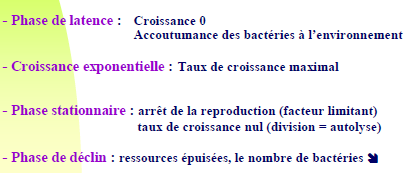 - Phase de latence : Croissance 0
Accoutumance des bactéries à l'environnement
- Croissance exponentielle : Taux de croissance maximal
- Phase stationnaire : arrêt de la reproduction (facteur limitant)
taux de croissance nul (division = autolyse)
- Phase de déclin : ressources épuisées, le nombre de bactéries 🡮